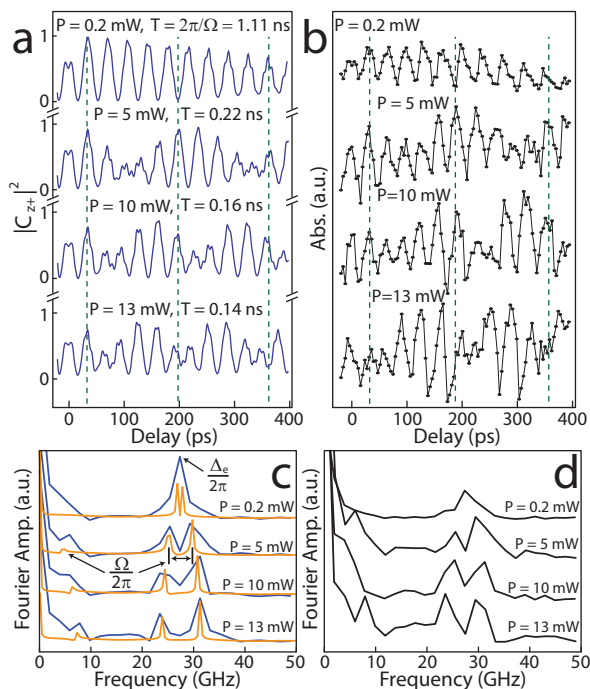 a
P = 0.2 mW, T = 2π/Ω = 1.11 ns
1
0
P = 5 mW, T = 0.22 ns
1
0
P = 10 mW, T = 0.16 ns
1
0
P = 13 mW, T = 0.14 ns
1
0
|C_{z+}|^2
0 100 200 300 400
Delay (ps)
b
P = 0.2 mW
P = 5 mW
P=10 mW
P=13 mW
Abs. (a.u.)
0 100 200 300 400
Delay (ps)
c
Δ_e
2π
P = 0.2 mW
P = 5 mW
Ω
2π
P = 10 mW
P = 13 mW
Fourier Amp. (a.u.)
0 10 20 30 40 50
Frequency (GHz)
d
P = 0.2 mW
P = 5 mW
P = 10 mW
P = 13 mW
Fourier Amp. (a.u.)
0 10 20 30 40 50
Frequency (GHz)